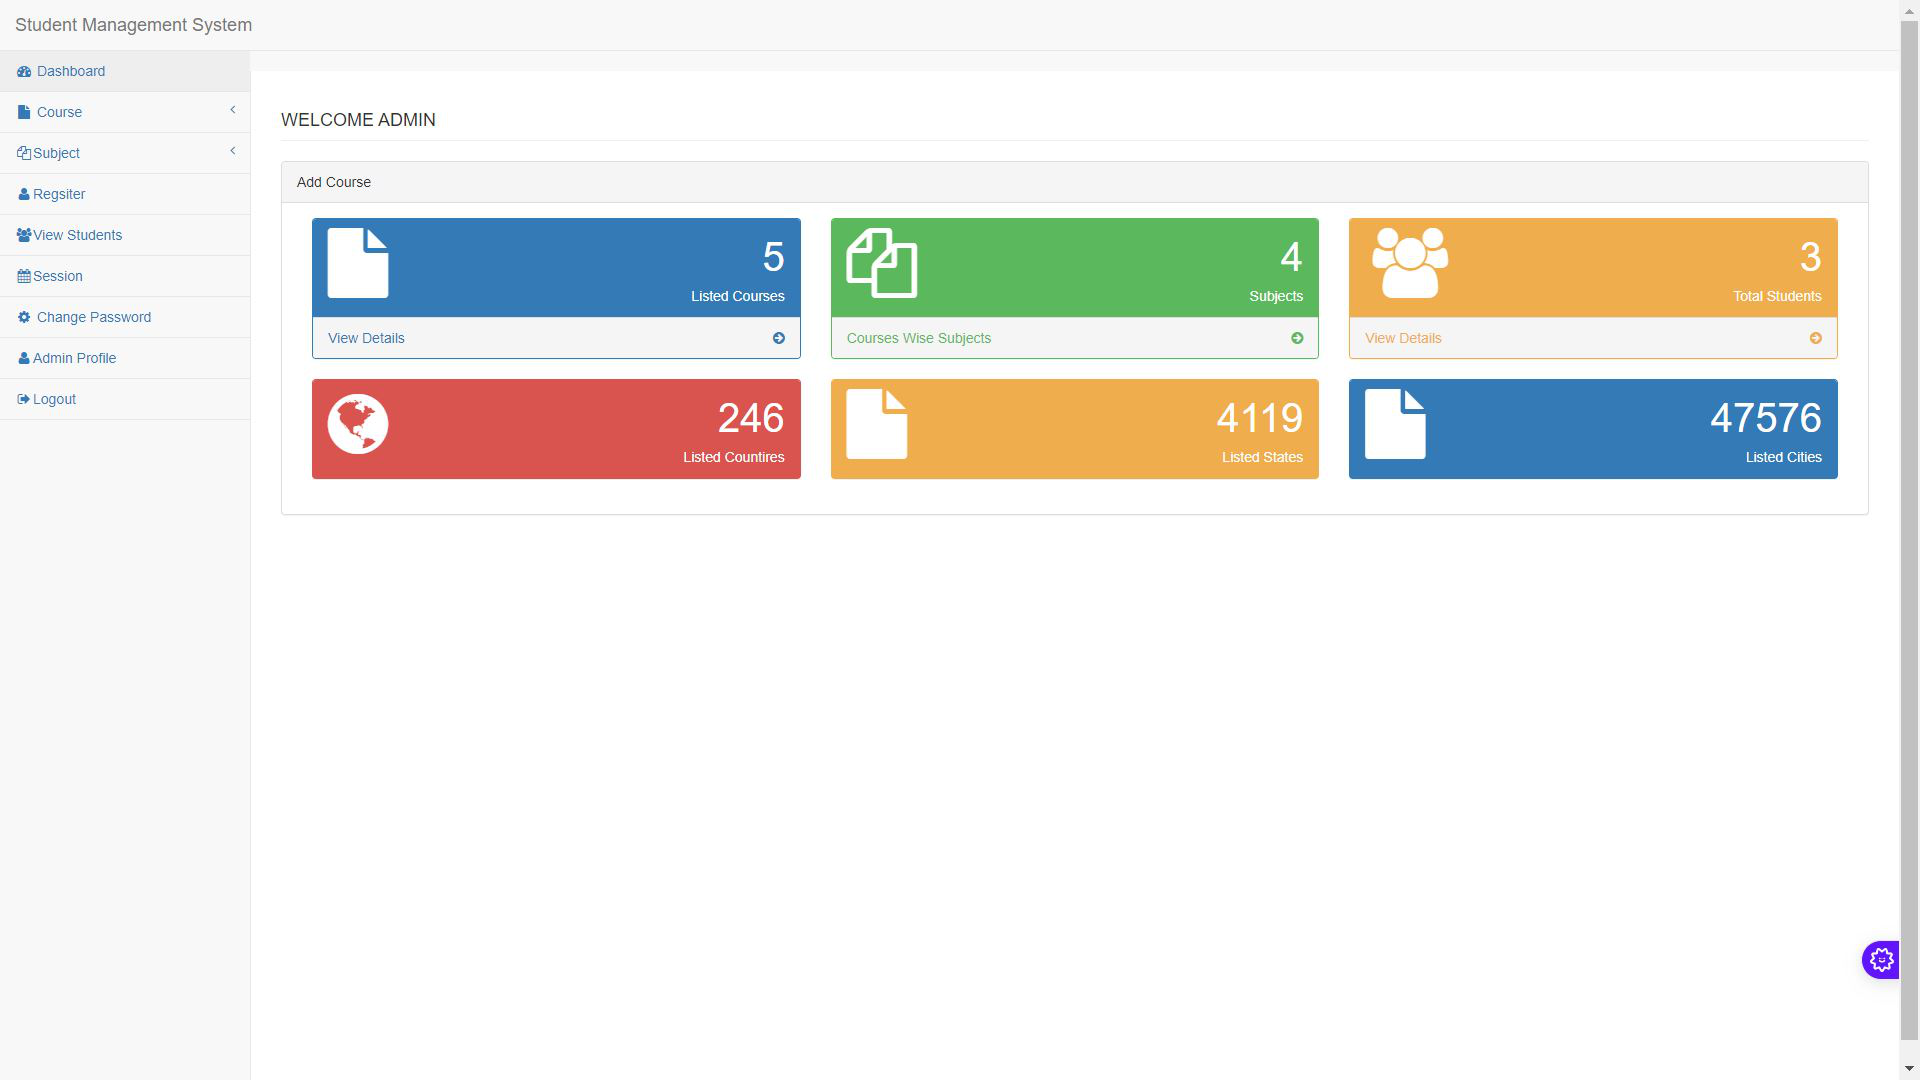 Student Management System
Dashboard
Course
Subject
Regsiter
View Students
Session
Change Password
Admin Profile
Logout
WELCOME ADMIN
Add Course
5
Listed Courses
View Details
4
Subjects
Courses Wise Subjects
3
Total Students
View Details
246
Listed Countires
4119
Listed States
47576
Listed Cities